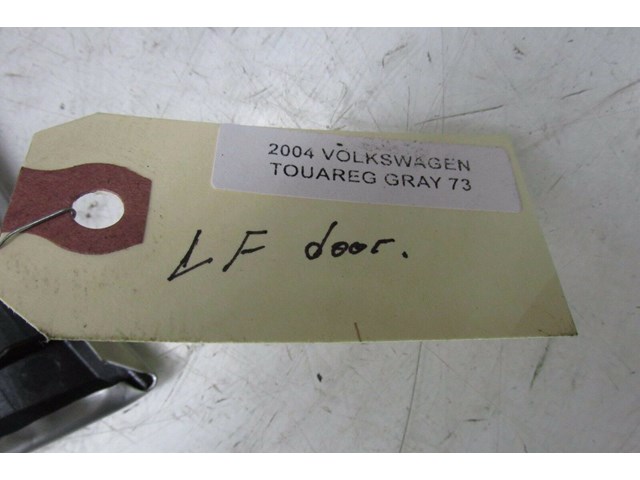 2004 VOLKSWAGEN
TOUAREG GRAY 73
LF door.